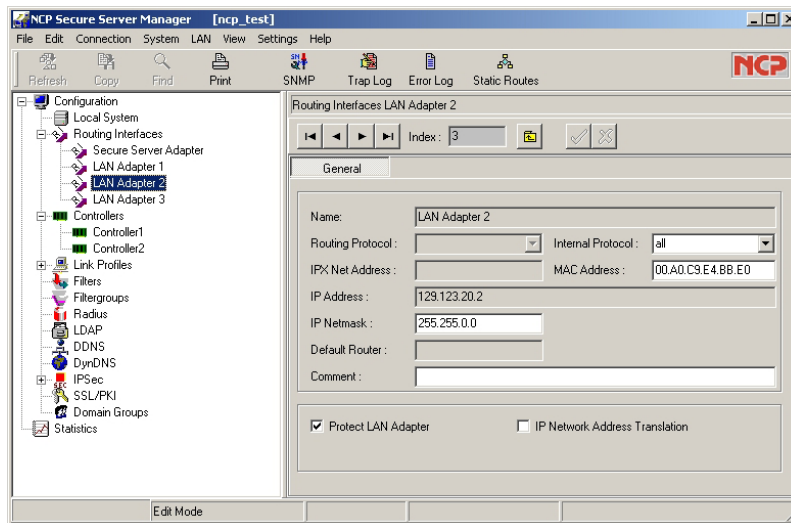 NCP Secure Server Manager [ncp_test]
File Edit Connection System LAN View Settings Help
Refresh Copy Find Print SNMP Trap Log Error Log Static Routes
NCP
Configuration
Local System
Routing Interfaces
Secure Server Adapter
LAN Adapter 1
LAN Adapter 2
LAN Adapter 3
Controllers
Controller1
Controller2
Link Profiles
Filters
Filtergroups
Radius
LDAP
DDNS
DynDNS
IPSec
SSL/PKI
Domain Groups
Statistics
Routing Interfaces LAN Adapter 2
Index : 3
General
Name: LAN Adapter 2
Routing Protocol : Internal Protocol : all
IPX Net Address : MAC Address : 00.A0.C9.E4.BB.E0
IP Address : 129.123.20.2
IP Netmask : 255.255.0.0
Default Router :
Comment :
Protect LAN Adapter IP Network Address Translation
Edit Mode